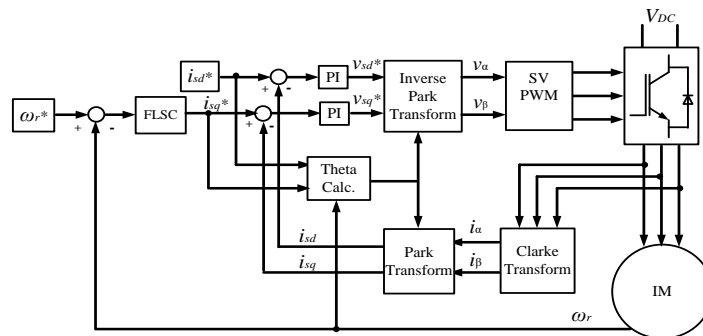 V_DC
i_sd*
v_sd*
v_α
+
-
PI
Inverse
Park
Transform
SV
PWM
ω_r*
+
-
FLSC
i_sq*
+
-
PI
v_sq*
v_β
Theta
Calc.
i_sd
i_sq
Park
Transform
i_α
i_β
Clarke
Transform
IM
ω_r